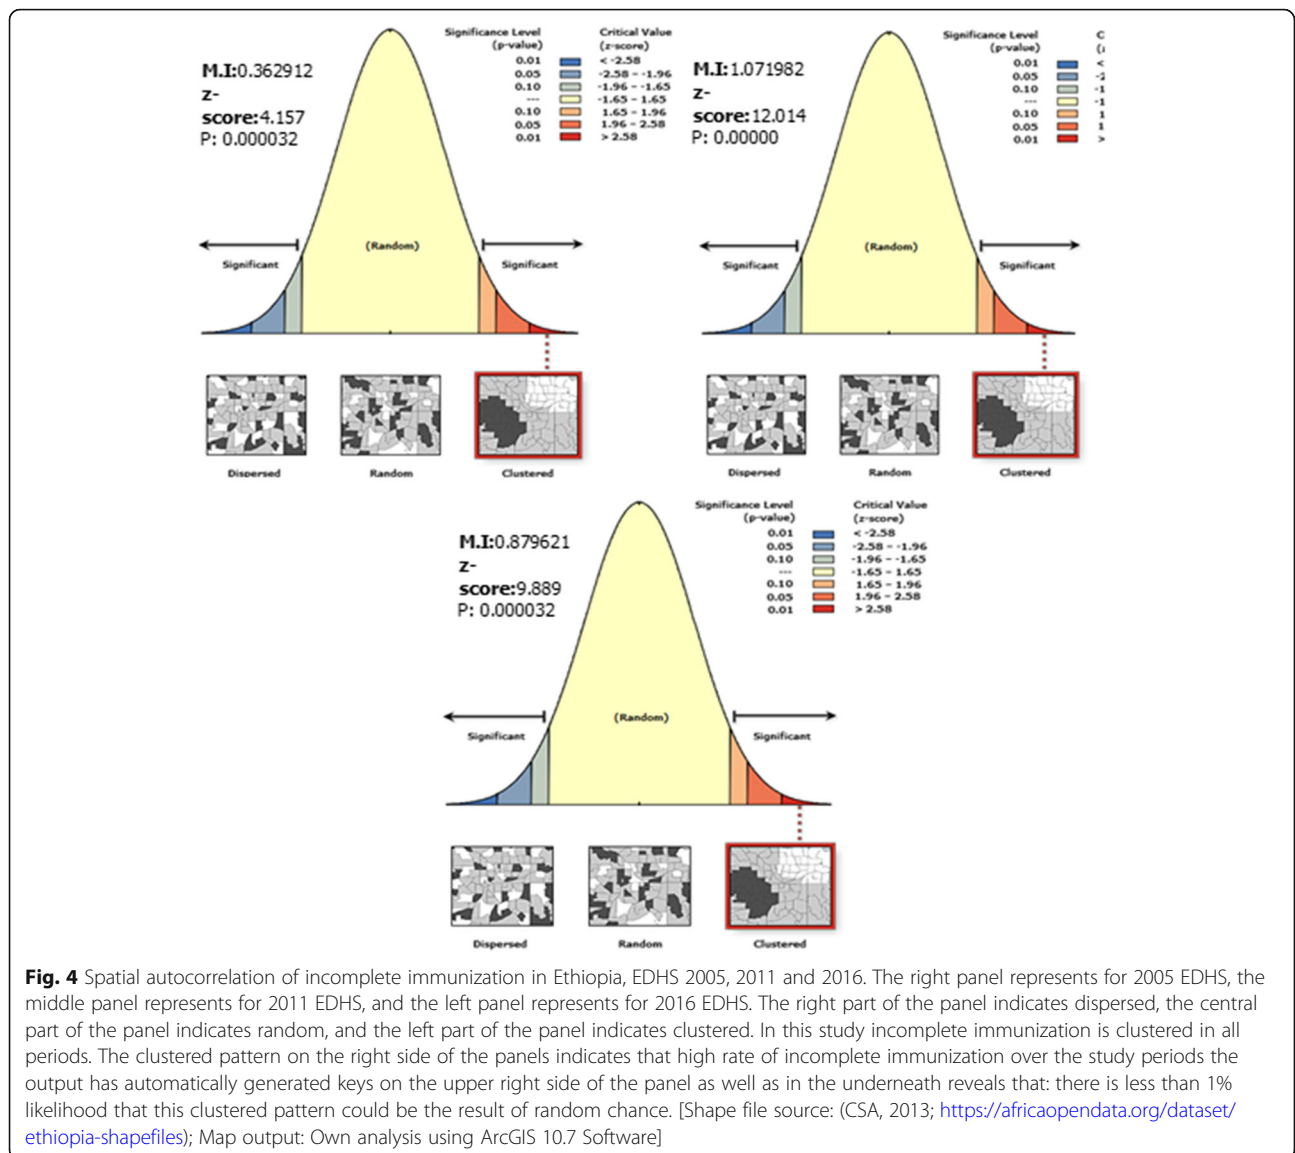 M.I:0.362912
z-
score:4.157
P: 0.000032
Significance Level
(p-value)
Critical Value
(z-score)
0.01 < -2.58
0.05 -2.58 - -1.96
0.10 -1.96 - -1.65
--- -1.65 - 1.65
0.10 1.65 - 1.96
0.05 1.96 - 2.58
0.01 > 2.58
Significant
(Random)
Significant
Dispersed
Random
Clustered
M.I:1.071982
z-
score:12.014
P: 0.00000
Significance Level
(p-value)
C
(
0.01 <
0.05 -2
0.10 -1
--- -1
0.10 1
0.05 1
0.01 >
Significant
(Random)
Significant
Dispersed
Random
Clustered
M.I:0.879621
z-
score:9.889
P: 0.000032
Significance Level
(p-value)
Critical Value
(z-score)
0.01 < -2.58
0.05 -2.58 - -1.96
0.10 -1.96 - -1.65
--- -1.65 - 1.65
0.10 1.65 - 1.96
0.05 1.96 - 2.58
0.01 > 2.58
Significant
(Random)
Significant
Dispersed
Random
Clustered
Fig. 4 Spatial autocorrelation of incomplete immunization in Ethiopia, EDHS 2005, 2011 and 2016. The right panel represents for 2005 EDHS, the
middle panel represents for 2011 EDHS, and the left panel represents for 2016 EDHS. The right part of the panel indicates dispersed, the central
part of the panel indicates random, and the left part of the panel indicates clustered. In this study incomplete immunization is clustered in all
periods. The clustered pattern on the right side of the panels indicates that high rate of incomplete immunization over the study periods the
output has automatically generated keys on the upper right side of the panel as well as in the underneath reveals that: there is less than 1%
likelihood that this clustered pattern could be the result of random chance. [Shape file source: (CSA, 2013; https://africaopendata.org/dataset/
ethiopia-shapefiles); Map output: Own analysis using ArcGIS 10.7 Software]